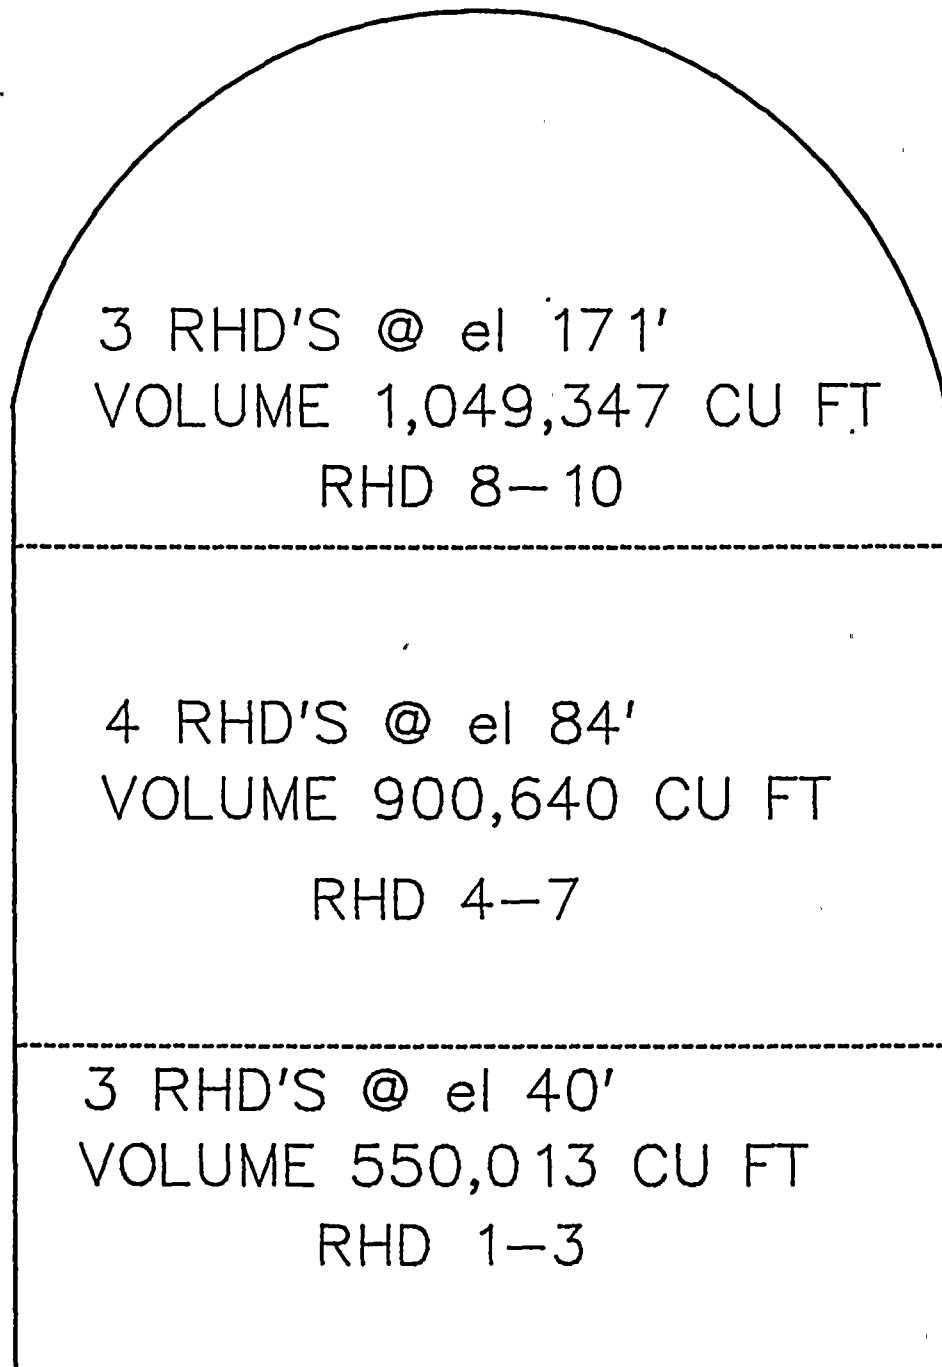 3 RHD'S @ el 171'
VOLUME 1,049,347 CU FT
RHD 8-10
4 RHD'S @ el 84'
VOLUME 900,640 CU FT
RHD 4-7
3 RHD'S @ el 40'
VOLUME 550,013 CU FT
RHD 1-3